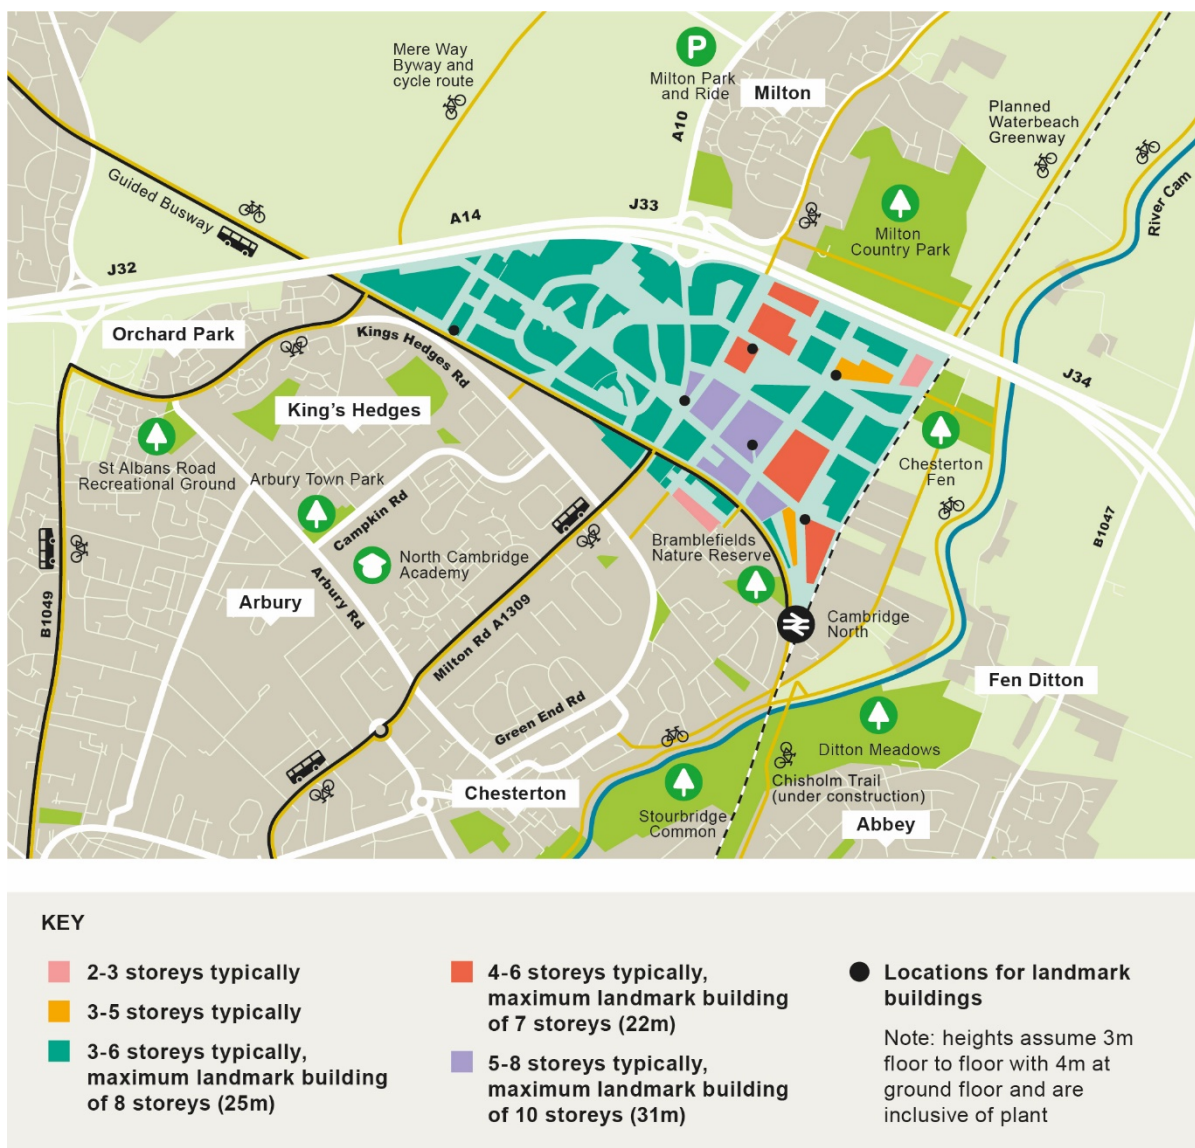 Mere Way
Byway and
cycle route
P
Milton Park
and Ride
Milton
A10
Planned
Waterbeach
Greenway
River Cam
Guided Busway
A14
J33
Milton
Country Park
J32
Orchard Park
Kings Hedges Rd
J34
King's Hedges
St Albans Road
Recreational Ground
Arbury Town Park
Campkin Rd
Chesterton
Fen
B1047
Bramblefields
Nature Reserve
North Cambridge
Academy
B1049
Arbury
Arbury Rd
Milton Rd A1309
Cambridge
North
Fen Ditton
Green End Rd
Ditton Meadows
Chesterton
Stourbridge
Common
Chisholm Trail
(under construction)
Abbey
KEY
2-3 storeys typically
3-5 storeys typically
3-6 storeys typically,
maximum landmark building
of 8 storeys (25m)
4-6 storeys typically,
maximum landmark building
of 7 storeys (22m)
5-8 storeys typically,
maximum landmark building
of 10 storeys (31m)
Locations for landmark
buildings
Note: heights assume 3m
floor to floor with 4m at
ground floor and are
inclusive of plant